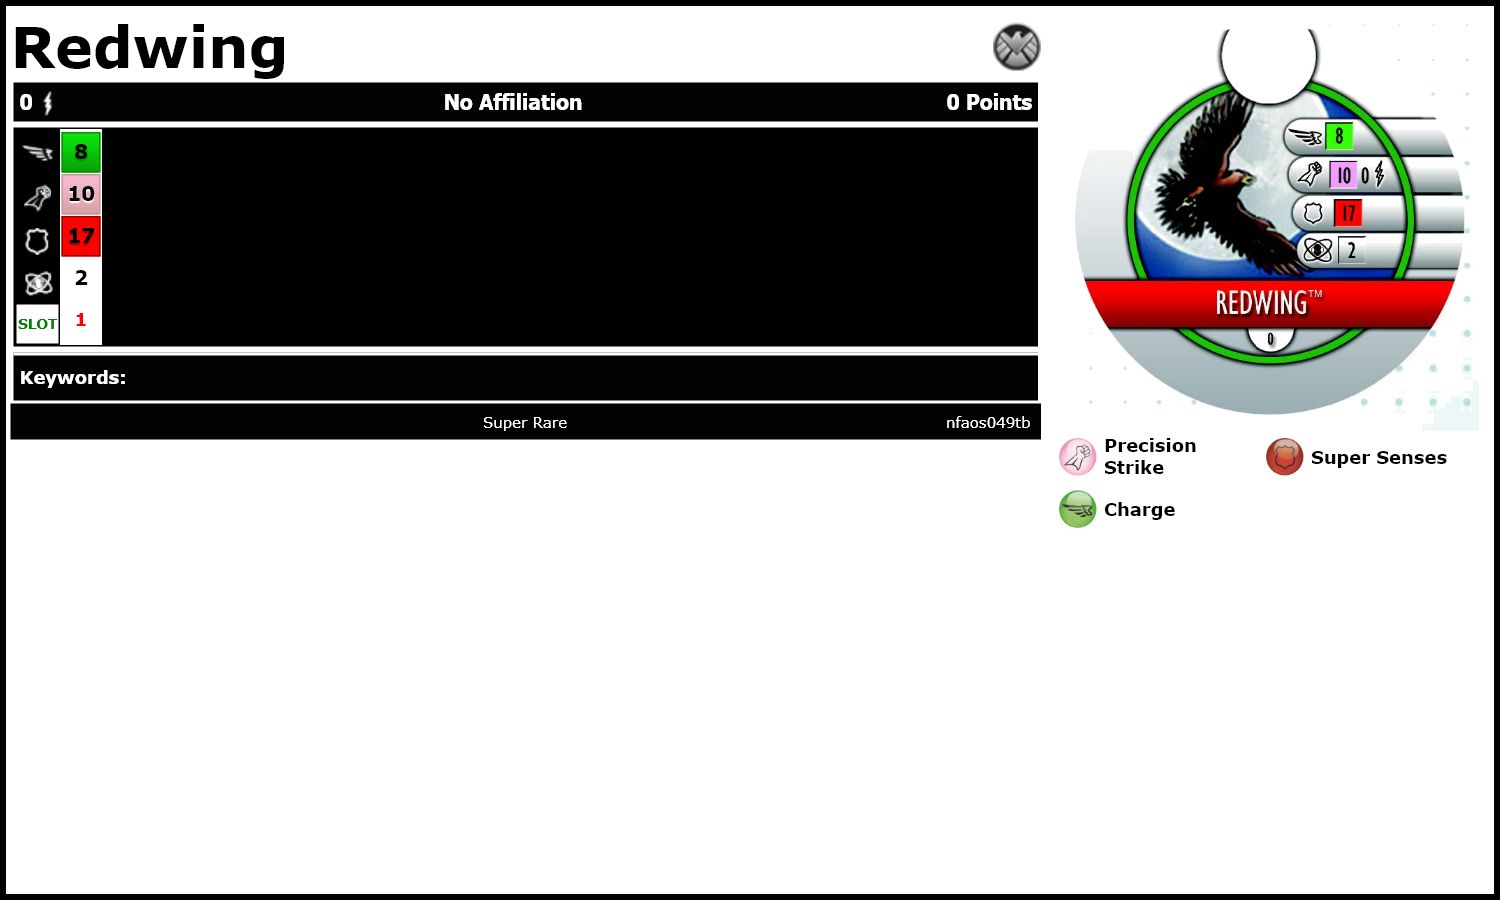 Redwing
0 No Affiliation 0 Points
8
10
17
2
SLOT 1
Keywords:
Super Rare nfaos049tb
8
10 0
17
2
REDWING™
0
Precision
Strike
Super Senses
Charge